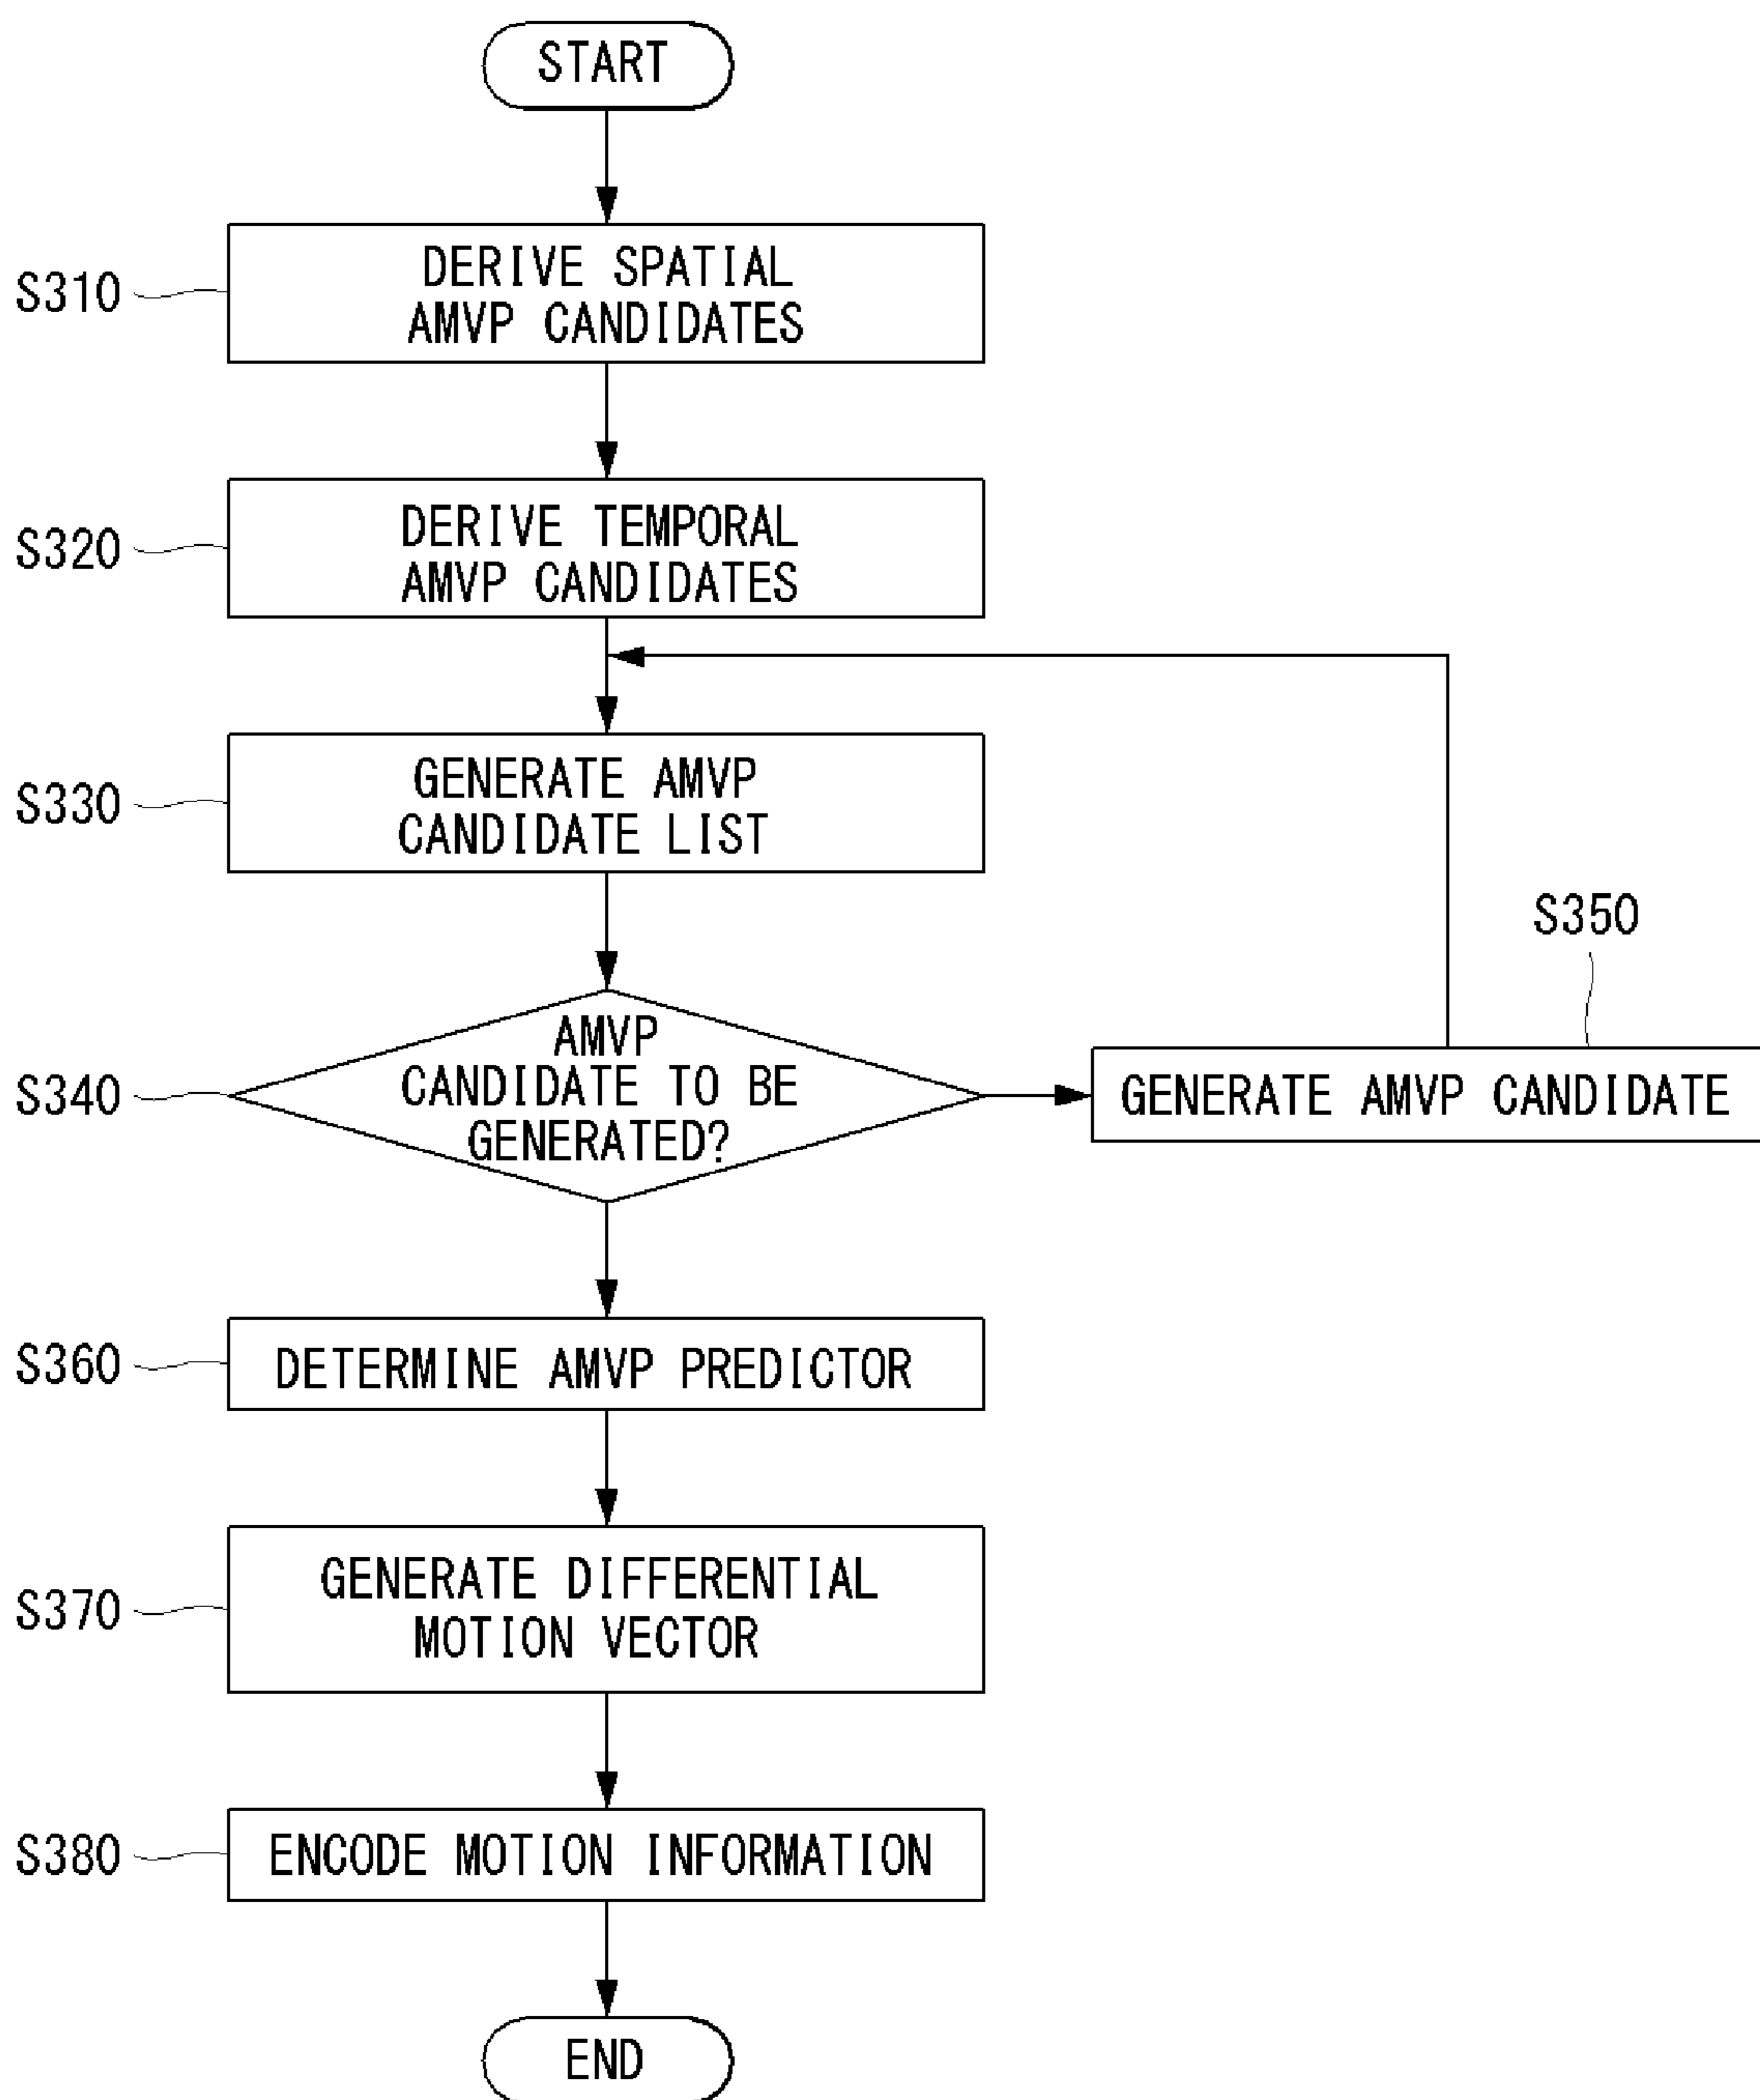 START
S310
DERIVE SPATIAL
AMVP CANDIDATES
S320
DERIVE TEMPORAL
AMVP CANDIDATES
S330
GENERATE AMVP
CANDIDATE LIST
S340
AMVP
CANDIDATE TO BE
GENERATED?
S350
GENERATE AMVP CANDIDATE
S360
DETERMINE AMVP PREDICTOR
S370
GENERATE DIFFERENTIAL
MOTION VECTOR
S380
ENCODE MOTION INFORMATION
END